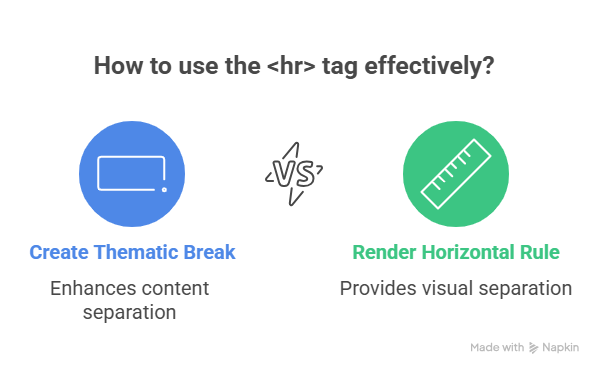 How to use the <hr> tag effectively?
VS
Create Thematic Break
Enhances content
separation
Render Horizontal Rule
Provides visual separation
Made with Napkin